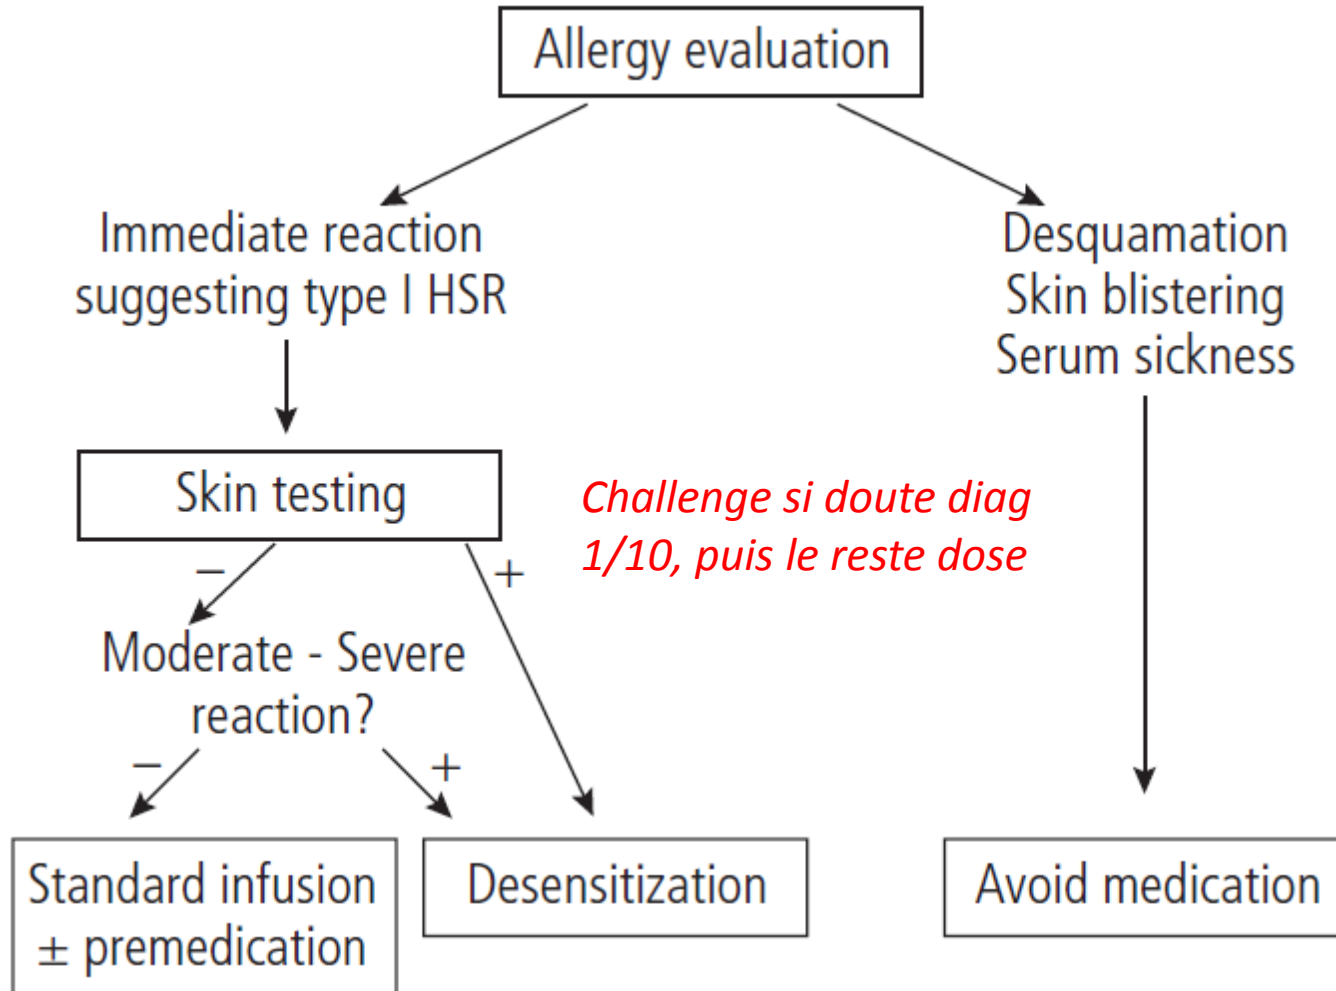 Allergy evaluation
Immediate reaction
suggesting type I HSR
Desquamation
Skin blistering
Serum sickness
Skin testing
Challenge si doute diag
1/10, puis le reste dose
−
+
Moderate - Severe
reaction?
−
+
Standard infusion
± premedication
Desensitization
Avoid medication